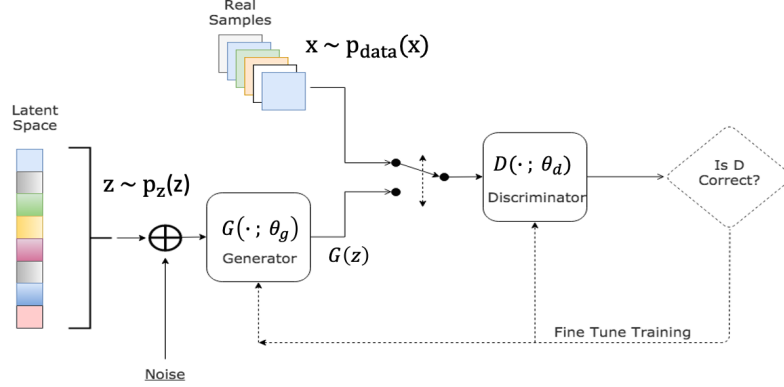 Real
Samples
x ~ p_data(x)
Latent
Space
z ~ p_z(z)
G(· ; θ_g)
Generator
G(z)
D(· ; θ_d)
Discriminator
Is D
Correct?
Fine Tune Training
Noise